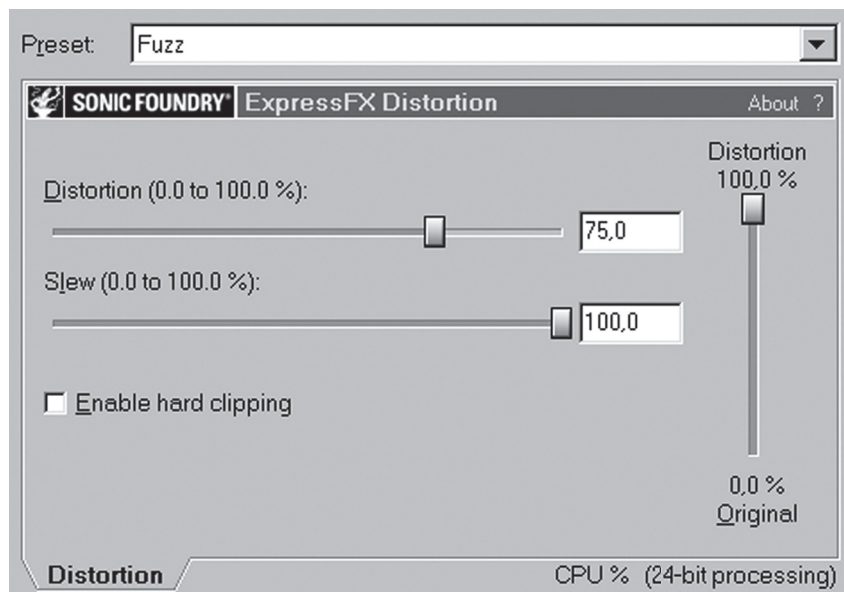 Preset: Fuzz
SONIC FOUNDRY® ExpressFX Distortion About ?
Distortion
100,0 %
Distortion (0.0 to 100.0 %):
75,0
Slew (0.0 to 100.0 %):
100,0
Enable hard clipping
0,0 %
Original
Distortion CPU % (24-bit processing)